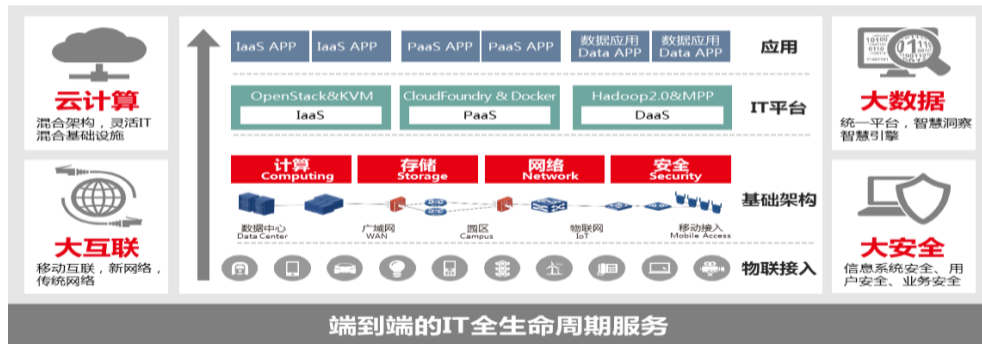 云计算
混合架构，灵活IT
混合基础设施
大互联
移动互联，新网络，
传统网络
IaaS APP
IaaS APP
PaaS APP
PaaS APP
数据应用
Data APP
数据应用
Data APP
应用
OpenStack&KVM
IaaS
CloudFoundry & Docker
PaaS
Hadoop2.0&MPP
DaaS
IT平台
计算
Computing
存储
Storage
网络
Network
安全
Security
基础架构
数据中心
Data Center
广域网
WAN
园区
Campus
物联网
IoT
移动接入
Mobile Access
物联接入
大数据
统一平台，智慧洞察
智慧引擎
大安全
信息系统安全、用
户安全、业务安全
端到端的IT全生命周期服务